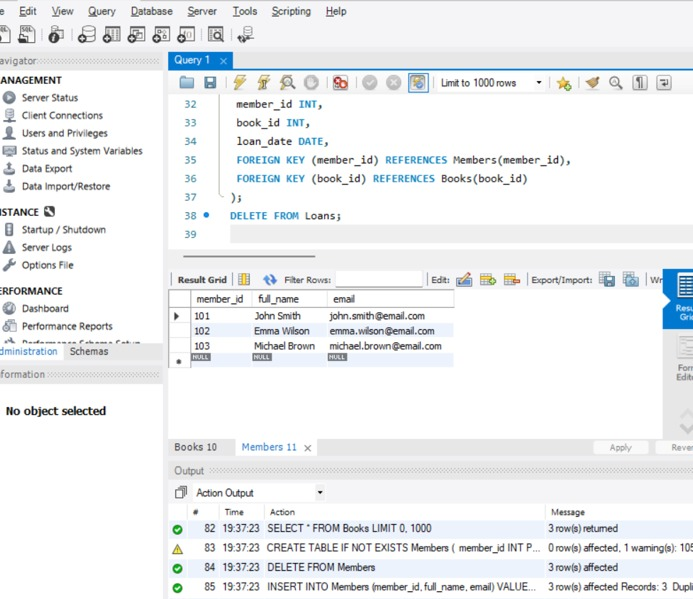 Edit View Query Database Server Tools Scripting Help
avigator
Query 1
ANAGEMENT
Server Status
Client Connections
Users and Privileges
Status and System Variables
Data Export
Data Import/Restore
STANCE
Startup / Shutdown
Server Logs
Options File
ERFORMANCE
Dashboard
Performance Reports
Performance Schema Setup
dministration Schemas
formation
No object selected
Limit to 1000 rows
32 member_id INT,
33 book_id INT,
34 loan_date DATE,
35 FOREIGN KEY (member_id) REFERENCES Members(member_id),
36 FOREIGN KEY (book_id) REFERENCES Books(book_id)
37 );
38 DELETE FROM Loans;
39
Result Grid Filter Rows: Edit: Export/Import: Wr
member_id full_name email
101 John Smith john.smith@email.com
102 Emma Wilson emma.wilson@email.com
103 Michael Brown michael.brown@email.com
NULL NULL NULL
Resu
Gri
Forn
Edit
Books 10 Members 11 Apply Rever
Output
Action Output
# Time Action Message
82 19:37:23 SELECT * FROM Books LIMIT 0, 1000 3 row(s) returned
83 19:37:23 CREATE TABLE IF NOT EXISTS Members ( member_id INT P... 0 row(s) affected, 1 warning(s): 105
84 19:37:23 DELETE FROM Members 3 row(s) affected
85 19:37:23 INSERT INTO Members (member_id, full_name, email) VALUE... 3 row(s) affected Records: 3 Dupli